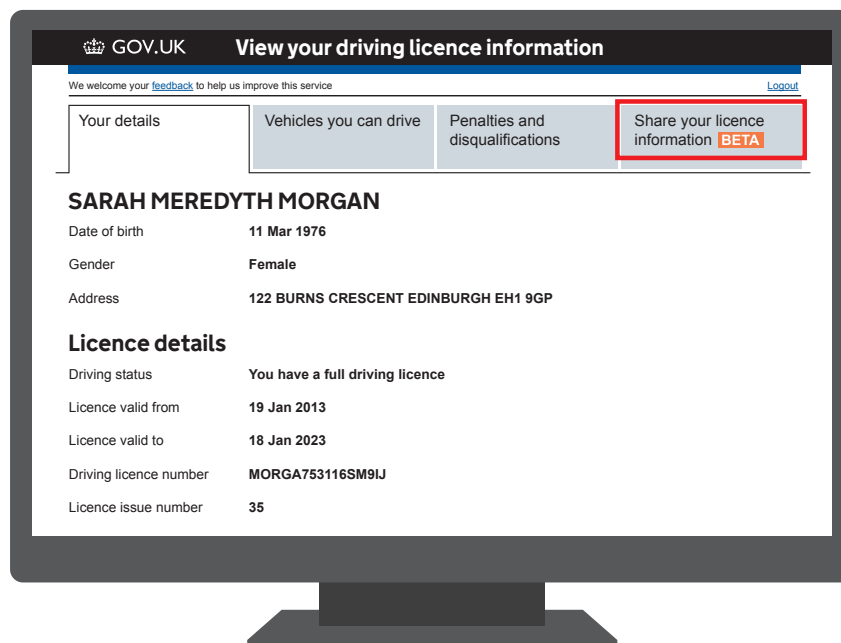 GOV.UK View your driving licence information
We welcome your feedback to help us improve this service Logout
Your details Vehicles you can drive Penalties and disqualifications Share your licence information BETA
SARAH MEREDYTH MORGAN
Date of birth 11 Mar 1976
Gender Female
Address 122 BURNS CRESCENT EDINBURGH EH1 9GP
Licence details
Driving status You have a full driving licence
Licence valid from 19 Jan 2013
Licence valid to 18 Jan 2023
Driving licence number MORGA753116SM9IJ
Licence issue number 35